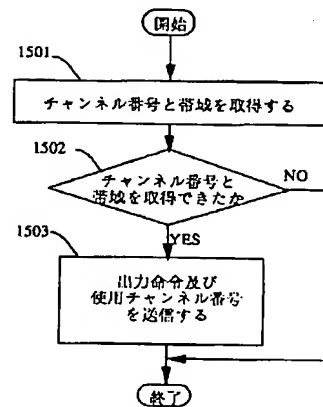 開始
1501
チャンネル番号と帯域を取得する
1502
チャンネル番号と
帯域を取得できたか
NO
YES
1503
出力命令及び
使用チャンネル番号
を送信する
終了